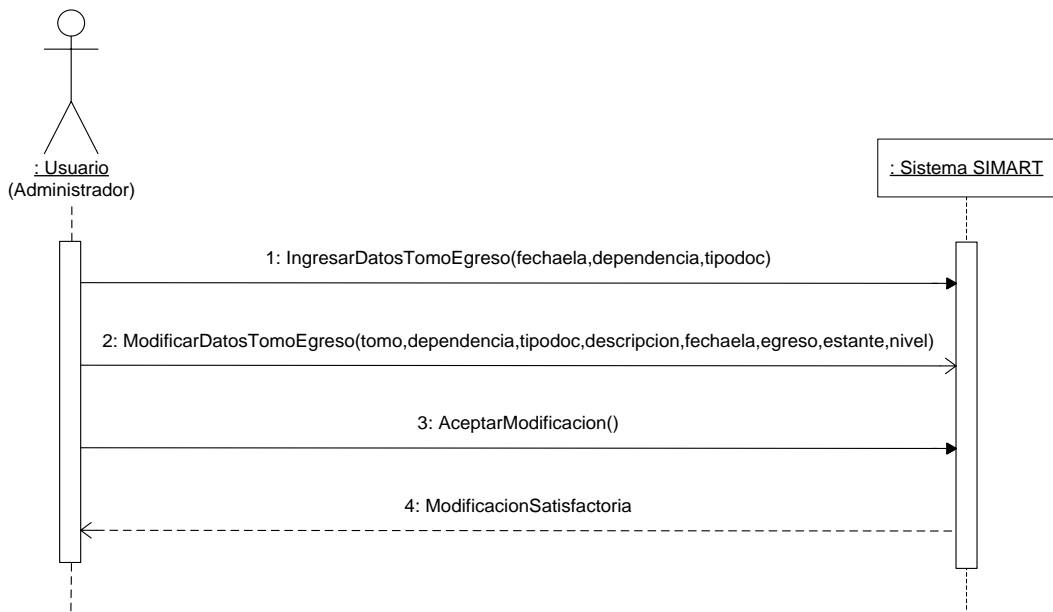 : Usuario
(Administrador)
: Sistema SIMART
1: IngresarDatosTomoEgreso(fechaela,dependencia,tipodoc)
2: ModificarDatosTomoEgreso(tomo,dependencia,tipodoc,descripcion,fechaela,egreso,estante,nivel)
3: AceptarModificacion()
4: ModificacionSatisfactoria